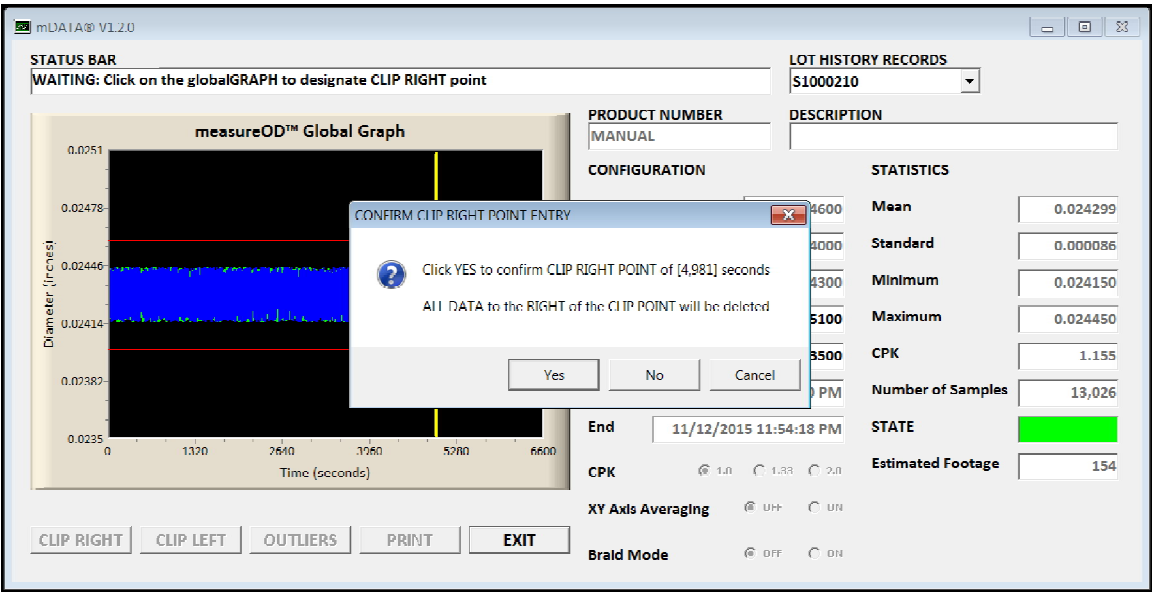 mDATA® V1.2.0
STATUS BAR
WAITING: Click on the globalGRAPH to designate CLIP RIGHT point
LOT HISTORY RECORDS
S1000210
PRODUCT NUMBER
MANUAL
DESCRIPTION
measureOD™ Global Graph
0.0251
0.02478
0.02446
0.02414
0.02382
0.0235
Diameter (inches)
0 1320 2640 3960 5280 6600
Time (seconds)
CONFIGURATION
4600
4000
4300
5100
3500
PM
End 11/12/2015 11:54:18 PM
CPK 1.0 1.33 2.0
XY Axis Averaging OFF ON
Braid Mode OFF ON
STATISTICS
Mean 0.024299
Standard 0.000086
Minimum 0.024150
Maximum 0.024450
CPK 1.155
Number of Samples 13,026
STATE
Estimated Footage 154
CONFIRM CLIP RIGHT POINT ENTRY
Click YES to confirm CLIP RIGHT POINT of [4,981] seconds
ALL DATA to the RIGHT of the CLIP POINT will be deleted
Yes No Cancel
CLIP RIGHT CLIP LEFT OUTLIERS PRINT EXIT